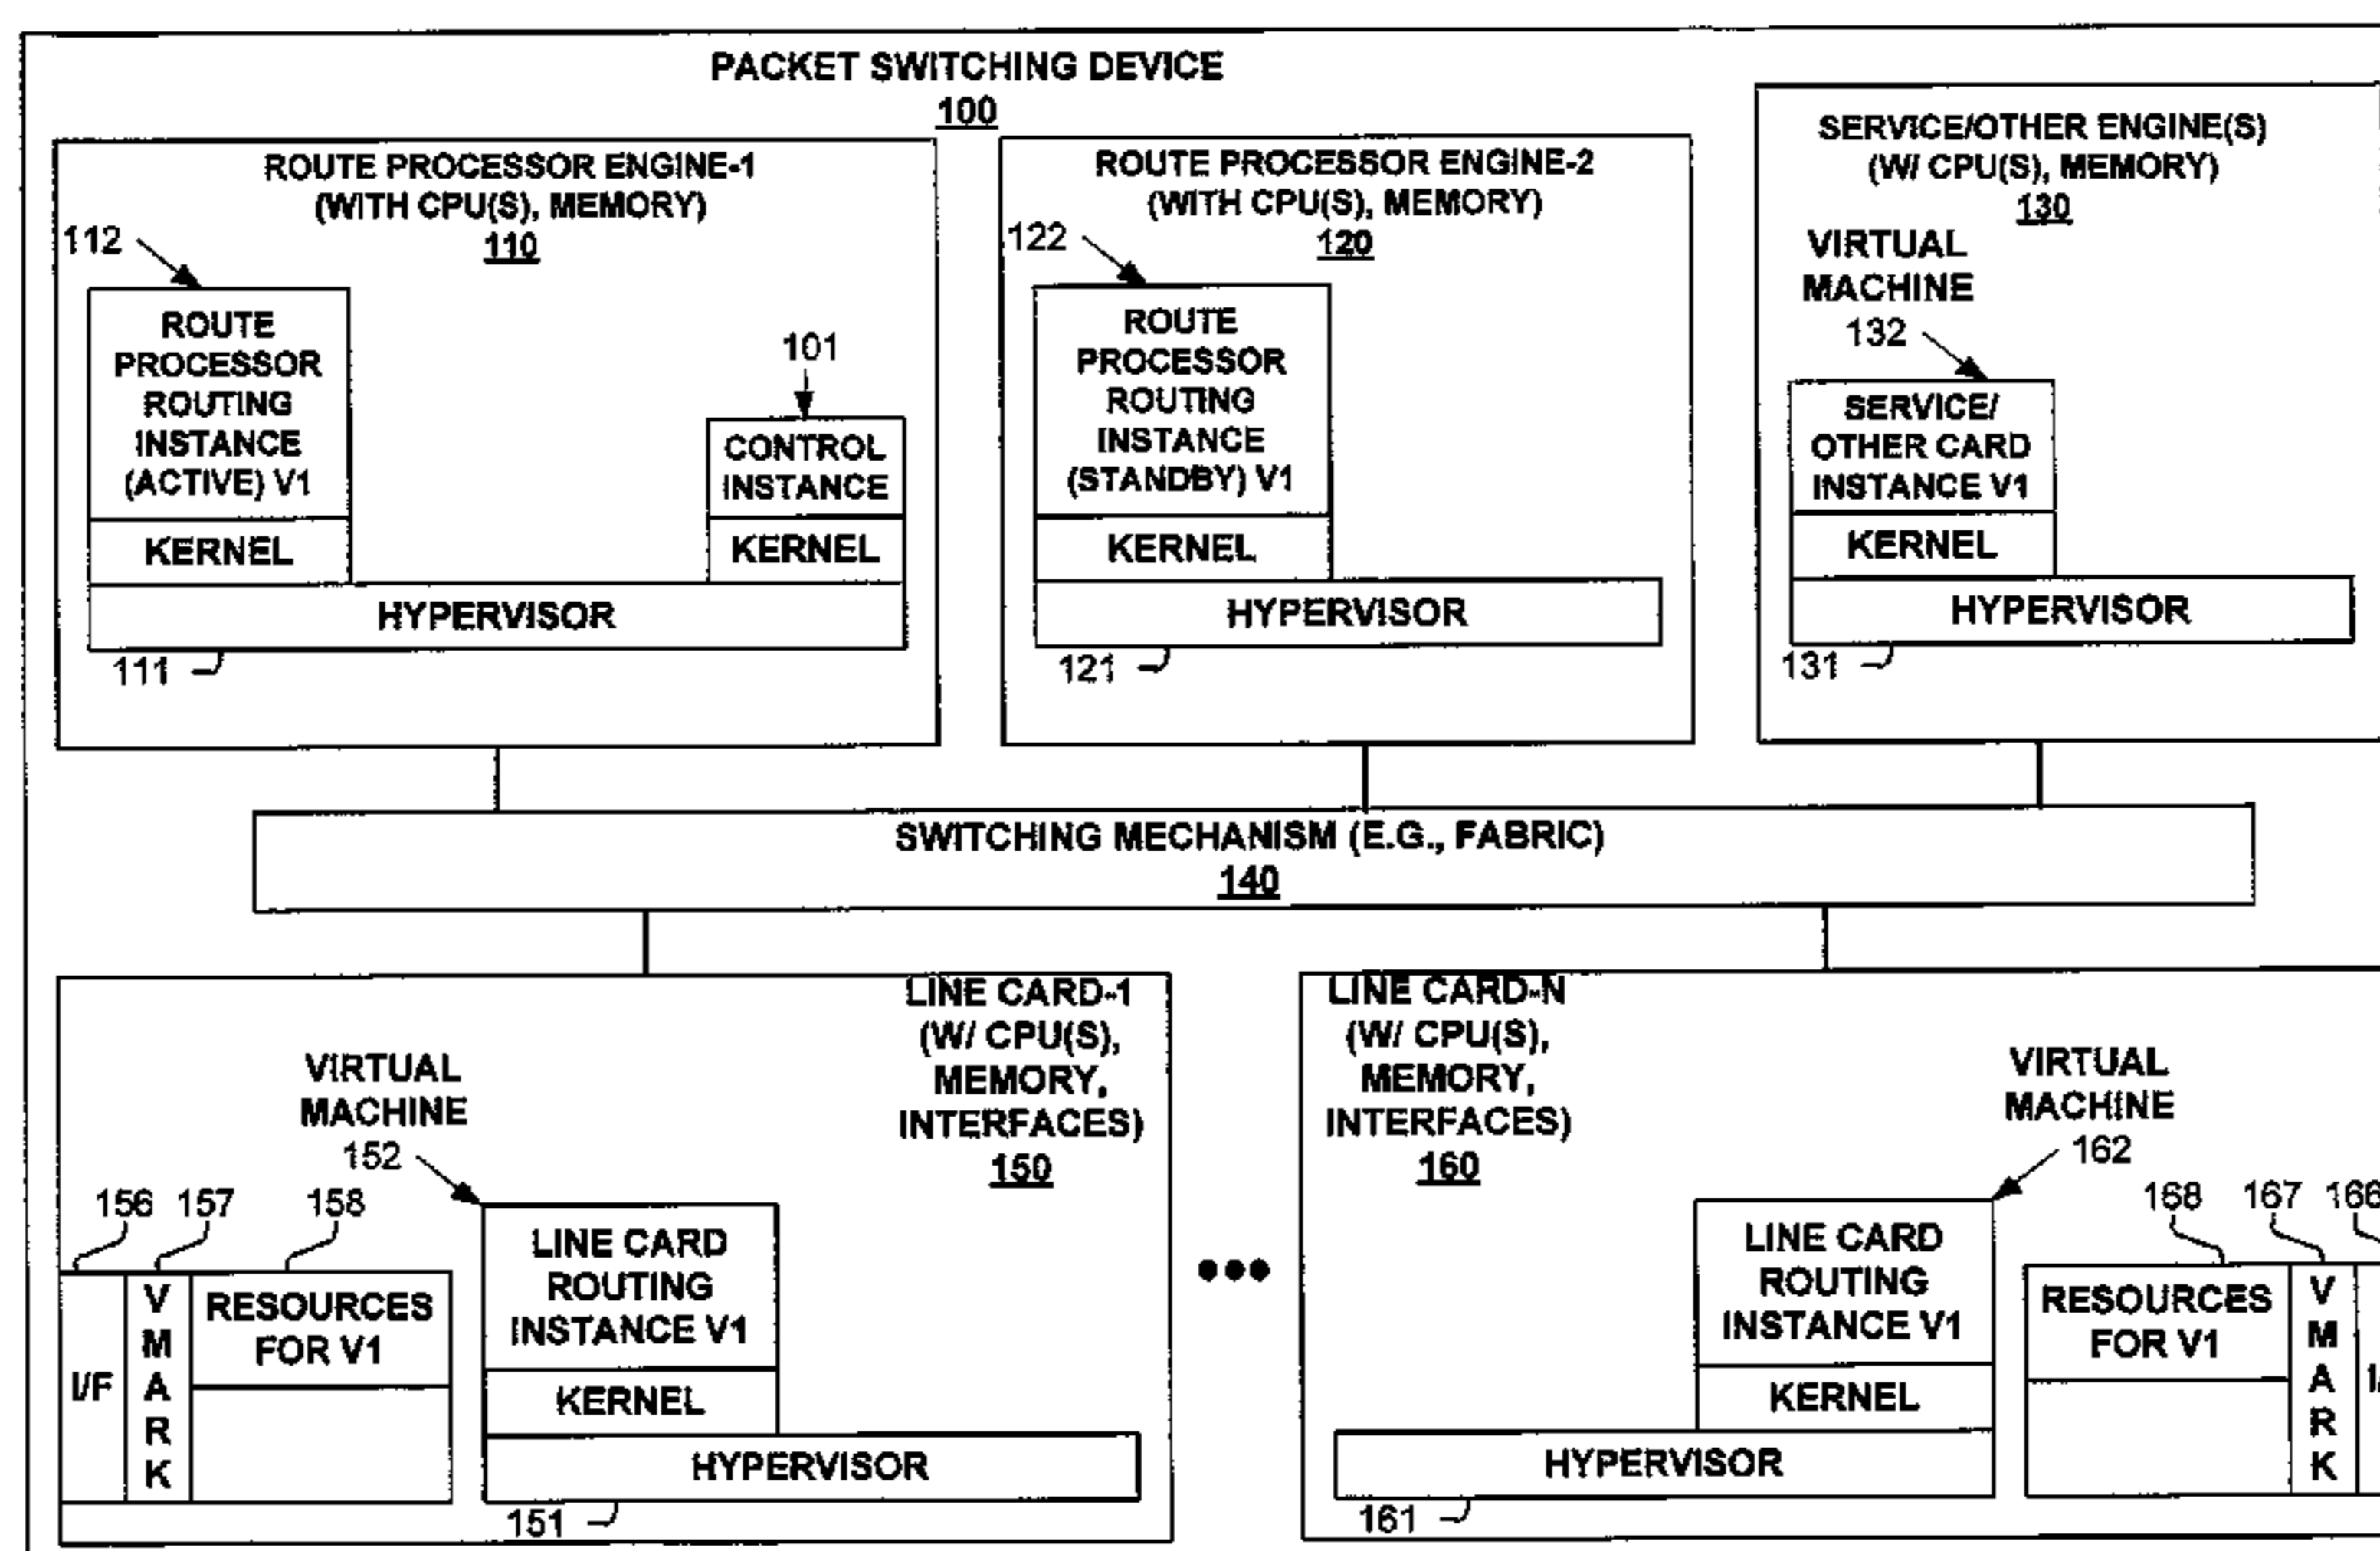 PACKET SWITCHING DEVICE
100
ROUTE PROCESSOR ENGINE-1
(WITH CPU(S), MEMORY)
110
112
ROUTE
PROCESSOR
ROUTING
INSTANCE
(ACTIVE) V1
KERNEL
101
CONTROL
INSTANCE
KERNEL
HYPERVISOR
111
ROUTE PROCESSOR ENGINE-2
(WITH CPU(S), MEMORY)
120
122
ROUTE
PROCESSOR
ROUTING
INSTANCE
(STANDBY) V1
KERNEL
HYPERVISOR
121
SERVICE/OTHER ENGINE(S)
(W/ CPU(S), MEMORY)
130
VIRTUAL
MACHINE
132
SERVICE/
OTHER CARD
INSTANCE V1
KERNEL
HYPERVISOR
131
SWITCHING MECHANISM (E.G., FABRIC)
140
LINE CARD-1
(W/ CPU(S),
MEMORY,
INTERFACES)
150
VIRTUAL
MACHINE
152
156 157 158
I/F
V
M
A
R
K
RESOURCES
FOR V1
LINE CARD
ROUTING
INSTANCE V1
KERNEL
HYPERVISOR
151
LINE CARD-N
(W/ CPU(S),
MEMORY,
INTERFACES)
160
VIRTUAL
MACHINE
162
168 167 166
LINE CARD
ROUTING
INSTANCE V1
KERNEL
HYPERVISOR
161
RESOURCES
FOR V1
V
M
A
R
K